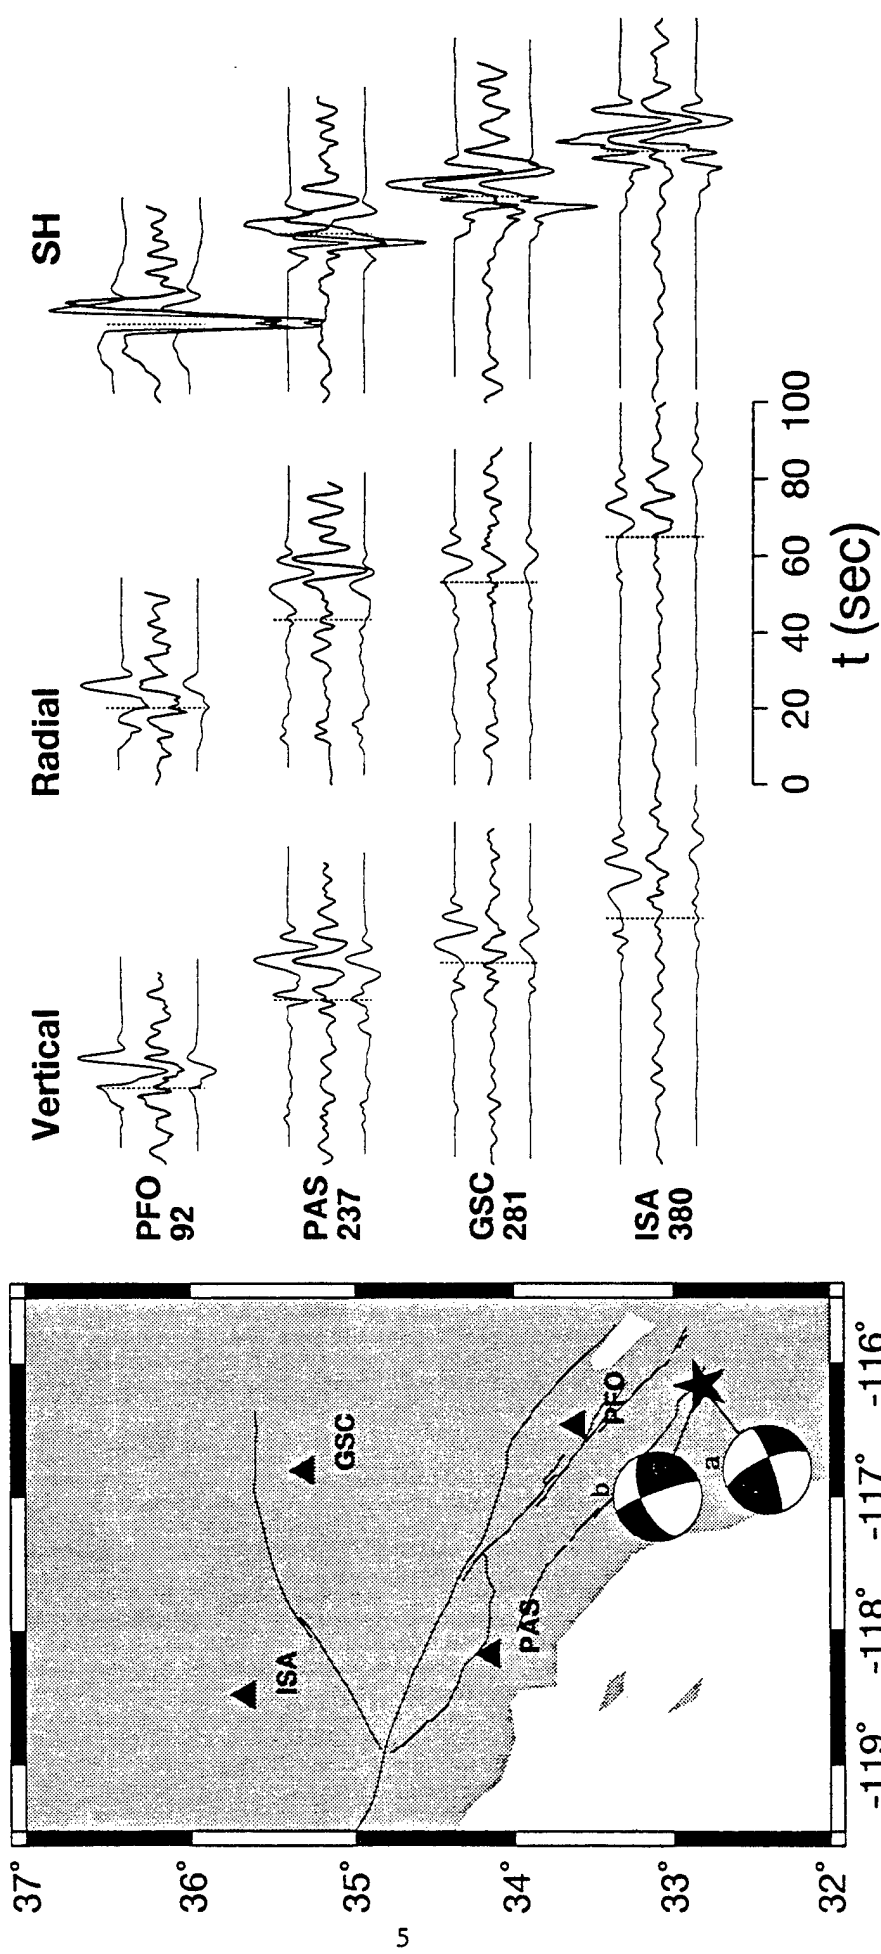 37°
36°
35°
34°
33°
32°
-119°
-118°
-117°
-116°
ISA
GSC
PAS
PFO
b
a
Vertical
Radial
SH
PFO
92
PAS
237
GSC
281
ISA
380
0
20
40
60
80
100
t (sec)
5